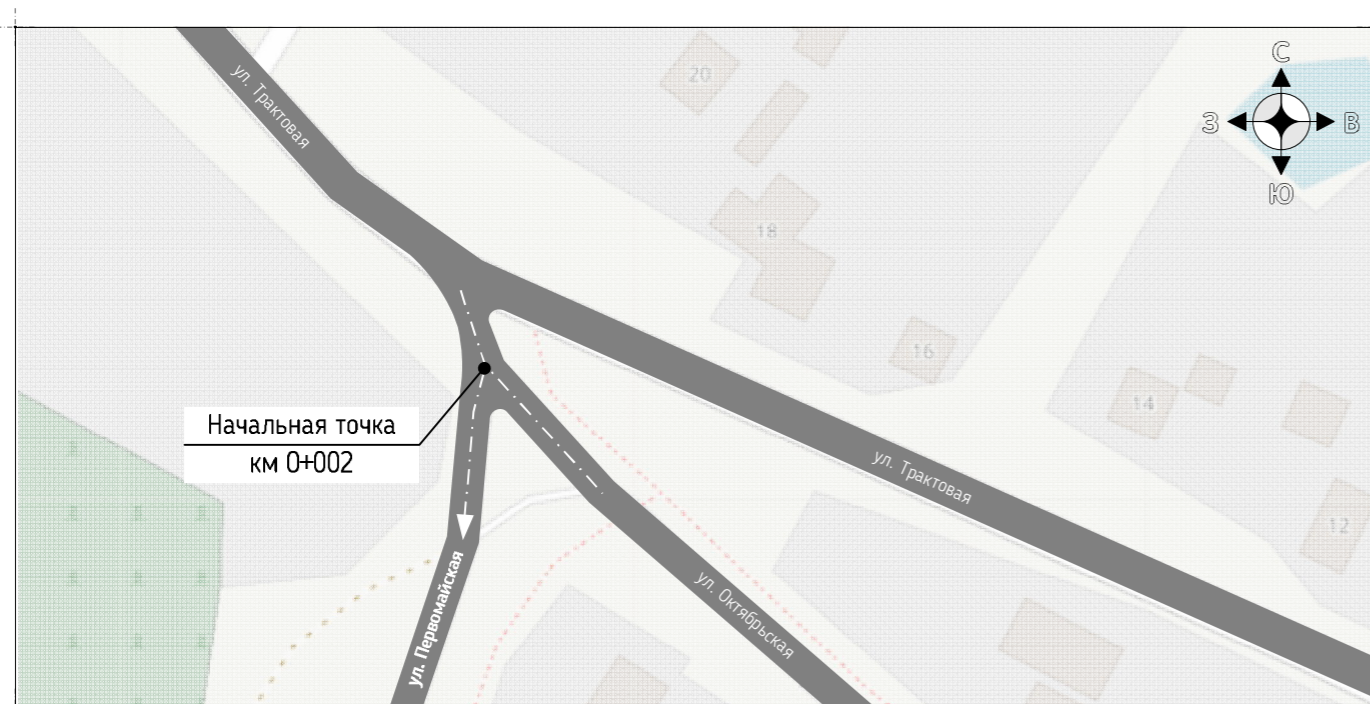 С
З
В
Ю
ул. Трактовая
20
18
16
14
12
Начальная точка
км 0+002
ул. Трактовая
ул. Октябрьская
ул. Первомайская